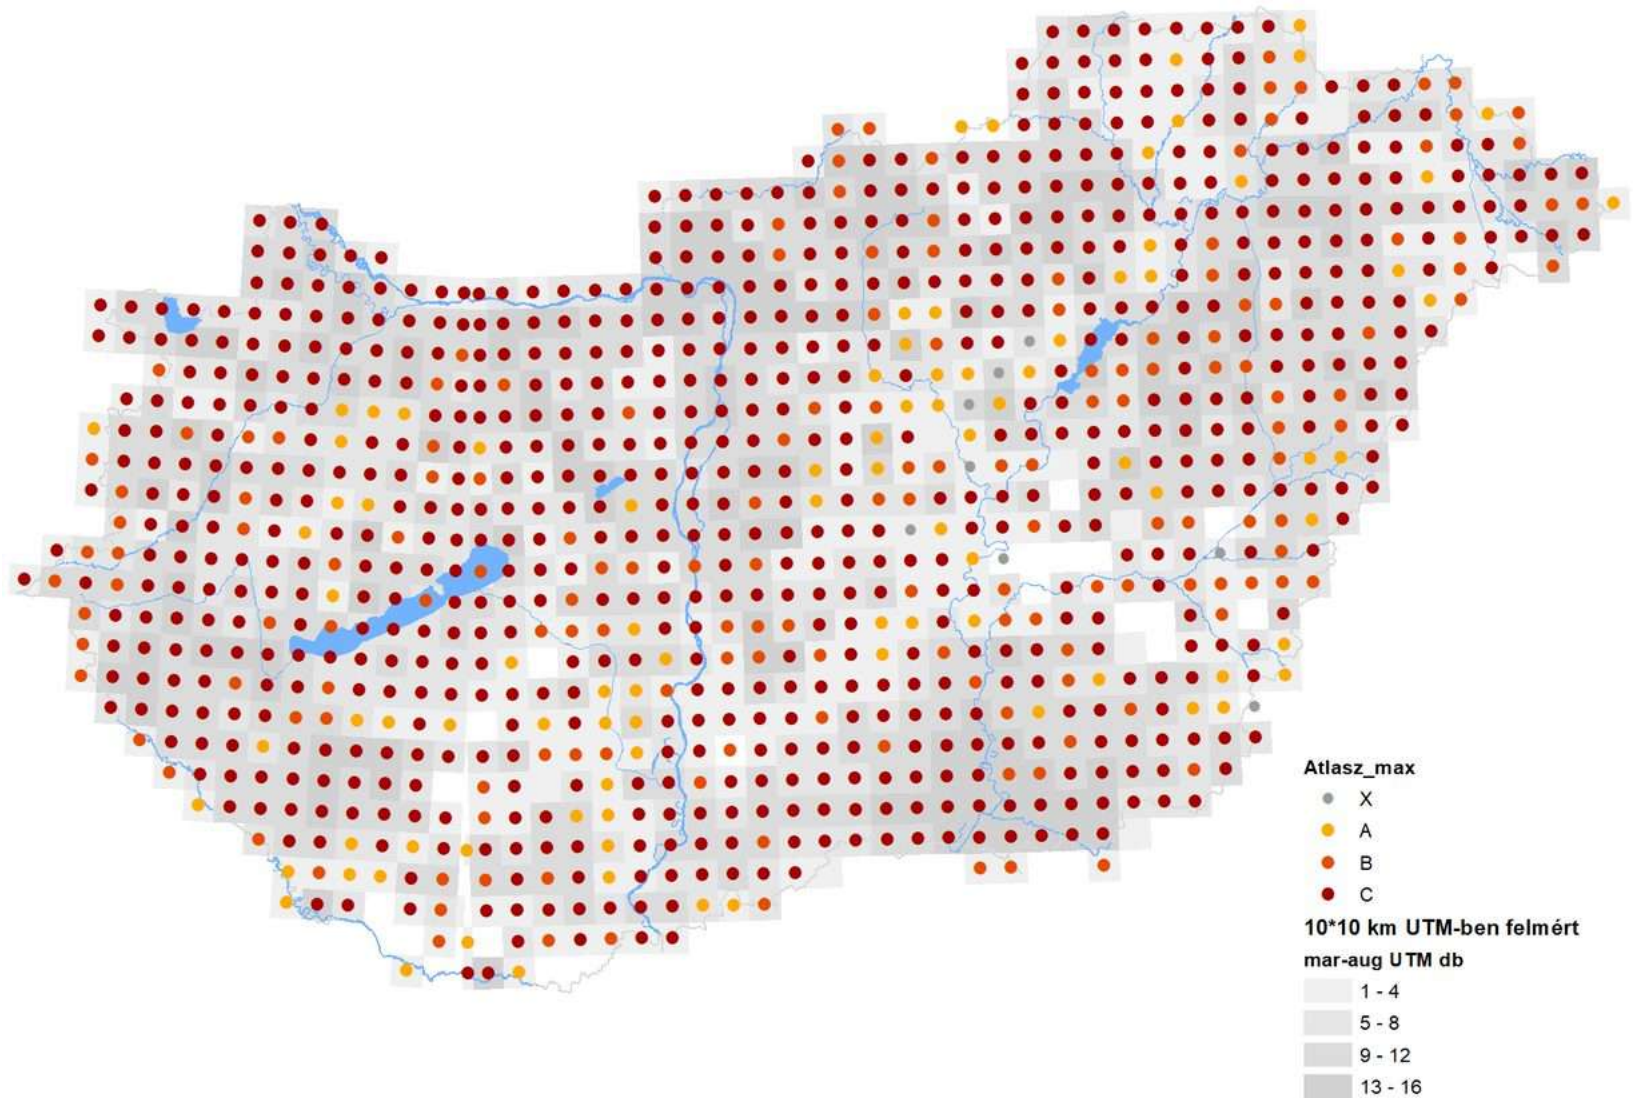 Atlasz_max
X
A
B
C
10*10 km UTM-ben felmért
mar-aug UTM db
1 - 4
5 - 8
9 - 12
13 - 16